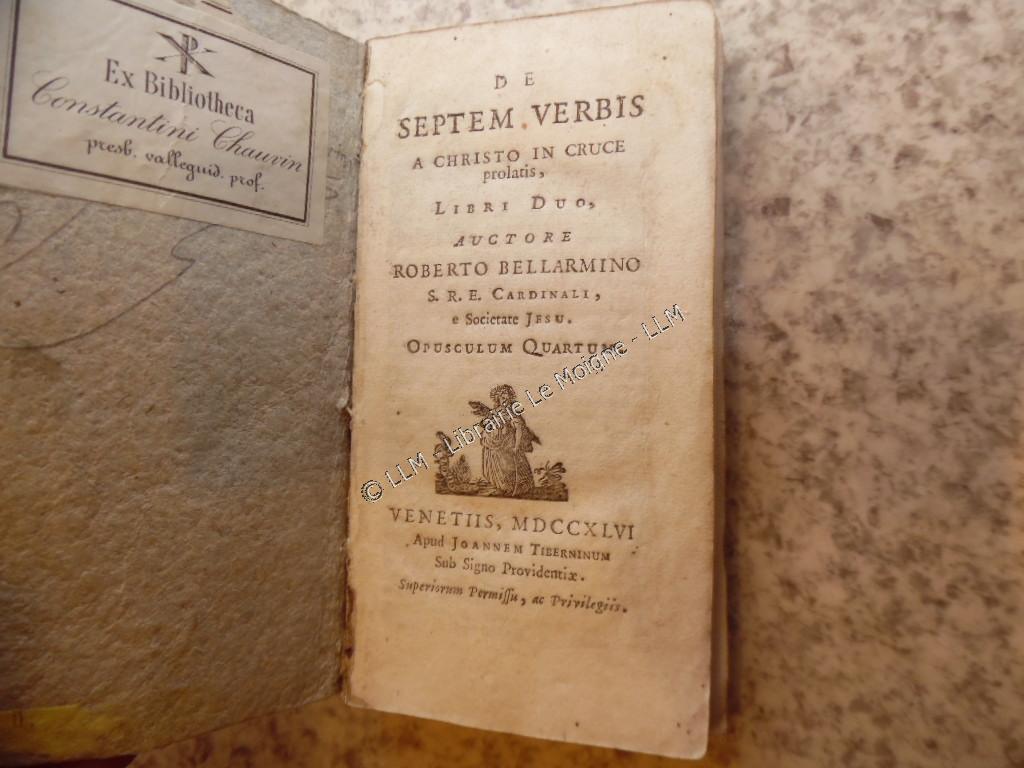 Ex Bibliotheca
Constantini Chauvin
presb. valleguid. prof.
DE
SEPTEM VERBIS
A CHRISTO IN CRUCE
prolatis,
LIBRI DUO,
AUCTORE
ROBERTO BELLARMINO
S. R. E. CARDINALI,
e Societate JESU.
OPUSCULUM QUARTUM.
© LLM - Librairie Le Moigne - LLM
VENETIIS, MDCCXLVI
Apud JOANNEM TIBERNINUM
Sub Signo Providentiæ.
Superiorum Permiſſu, ac Privilegiis.